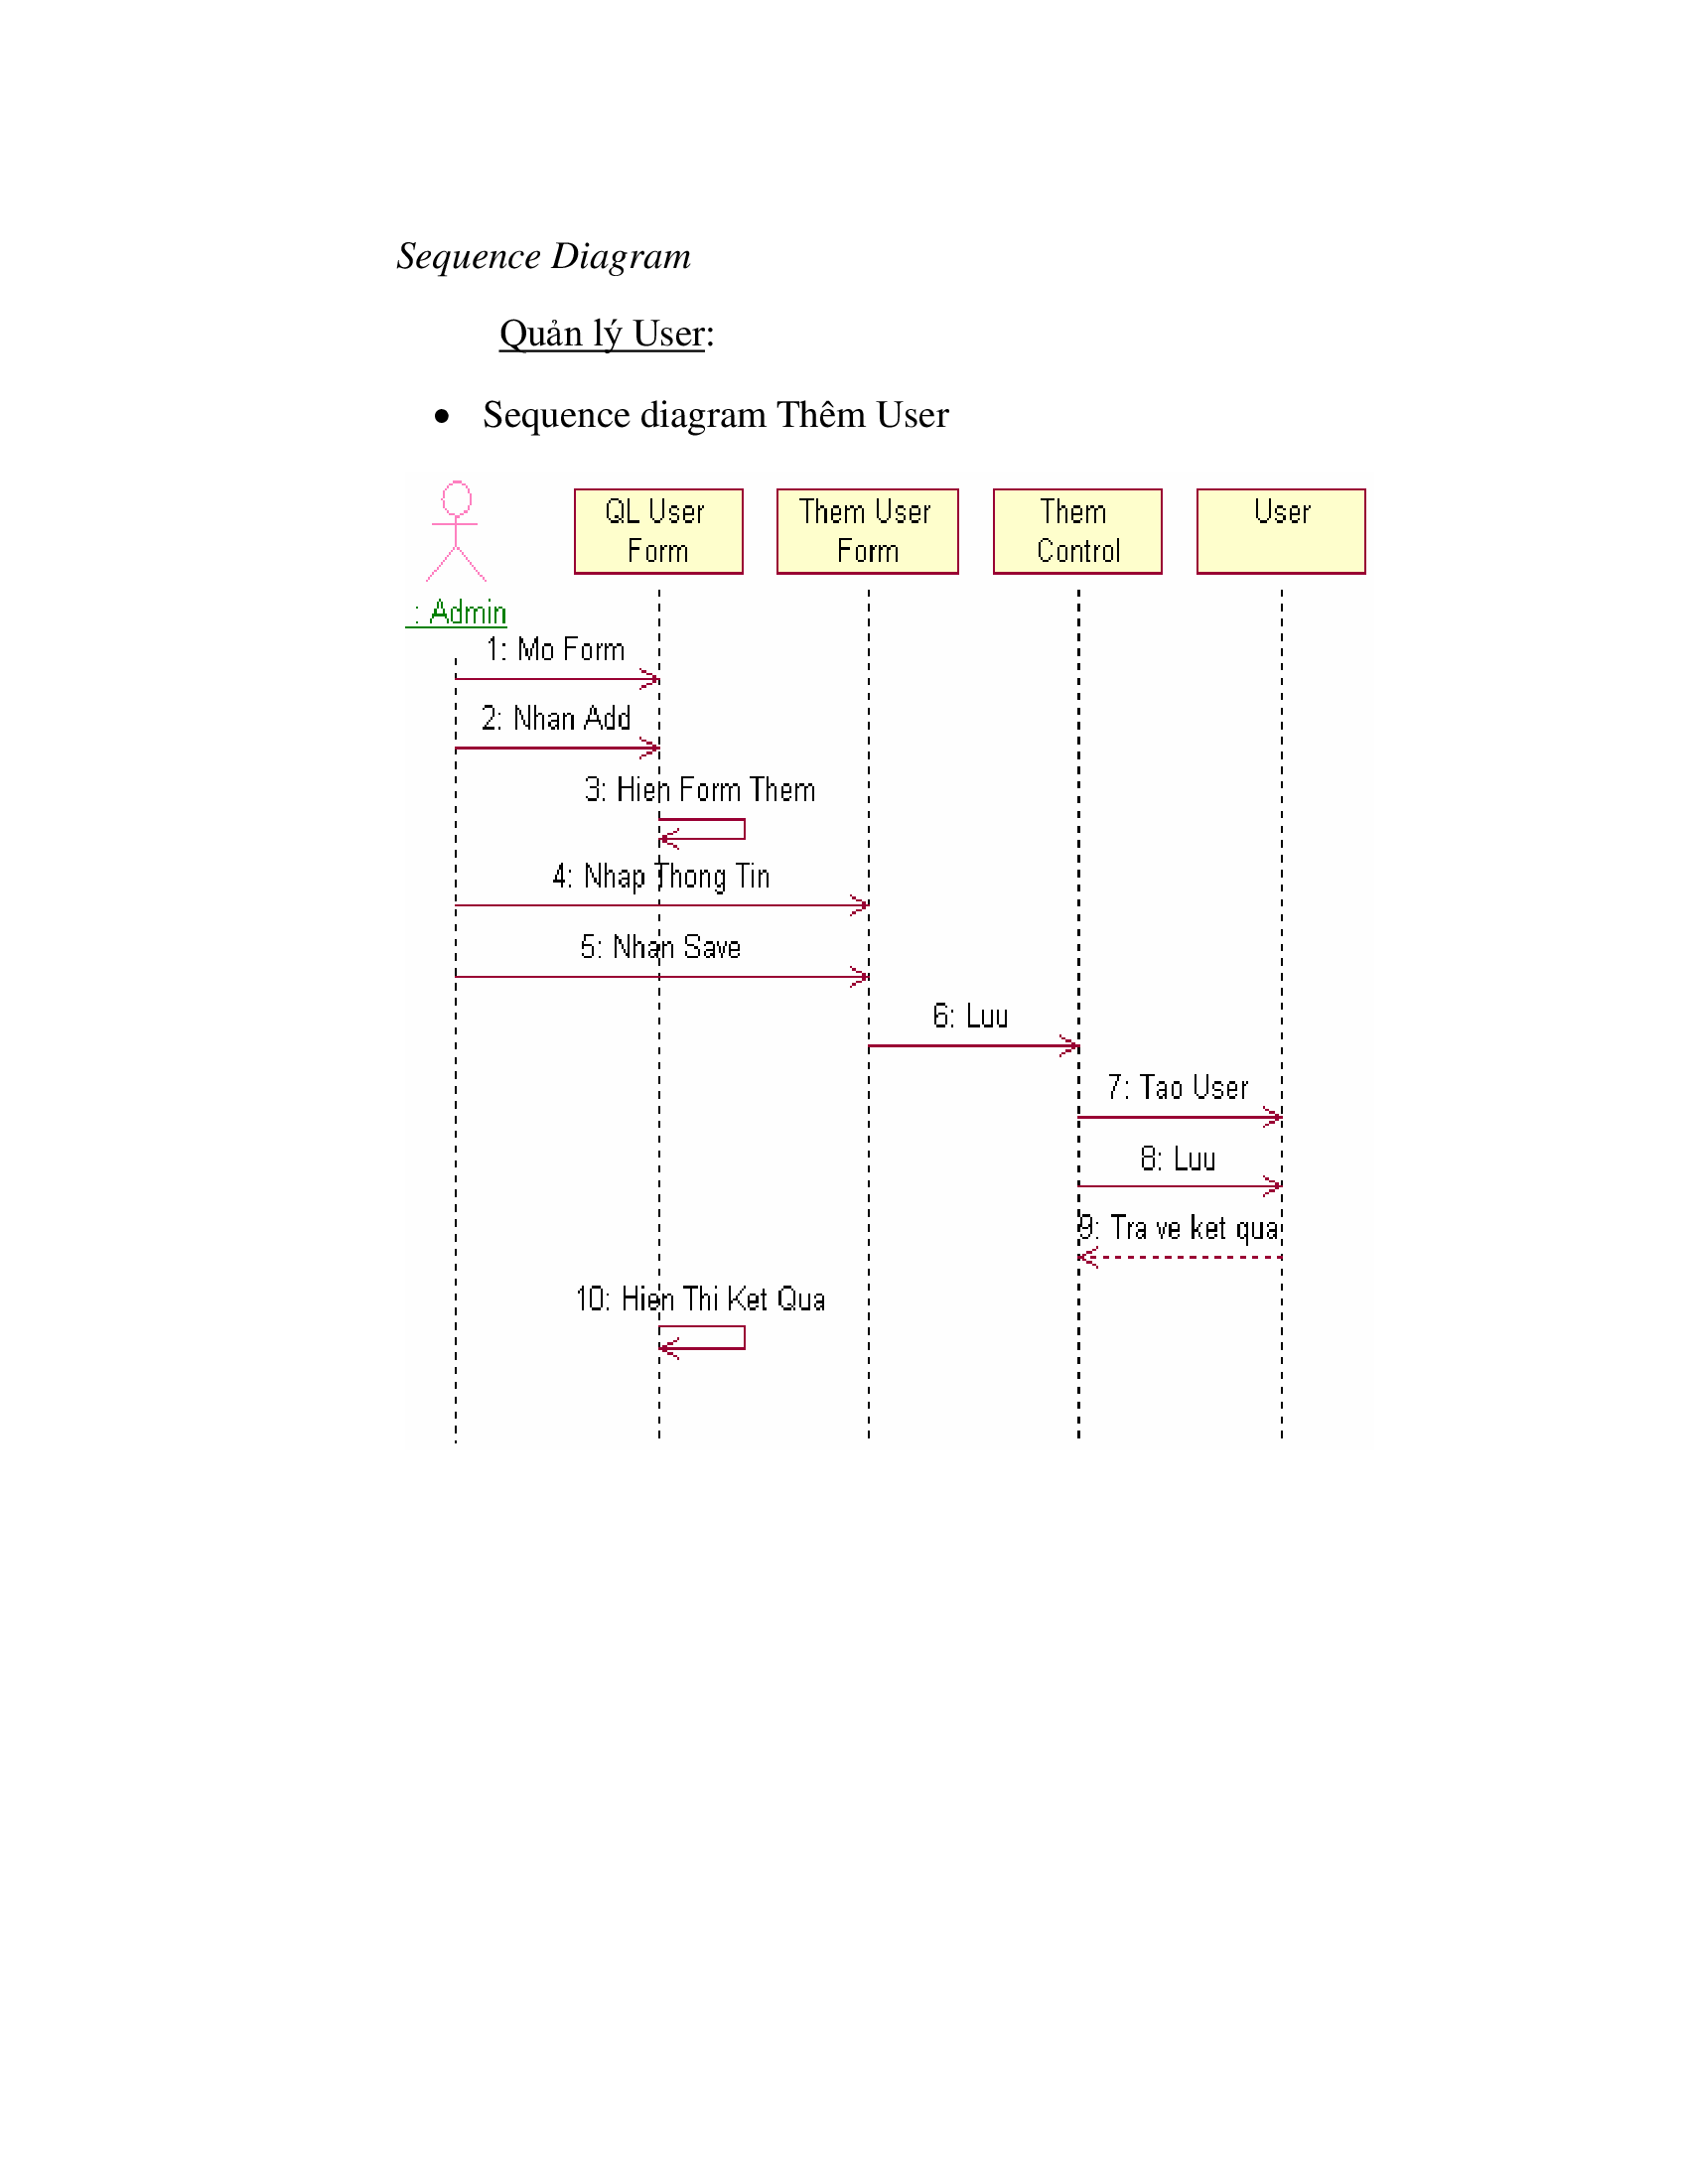 Sequence Diagram
Quản lý User:
• Sequence diagram Thêm User
QL User
Form
Them User
Form
Them
Control
User
: Admin
1: Mo Form
2: Nhan Add
3: Hien Form Them
4: Nhap Thong Tin
5: Nhan Save
6: Luu
7: Tao User
8: Luu
9: Tra ve ket qua
10: Hien Thi Ket Qua